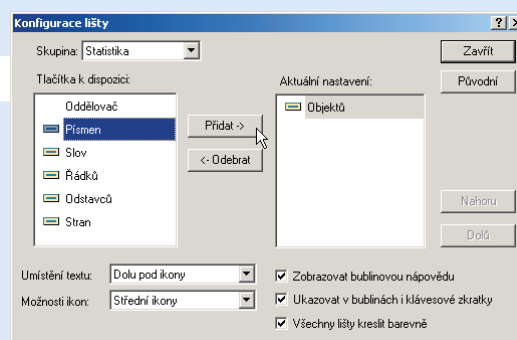 Konfigurace lišty
Skupina: Statistika
Zavřít
Tlačítka k dispozici:
Aktuální nastavení:
Původní
Oddělovač
Písmen
Slov
Řádků
Odstavců
Stran
Přidat ->
<- Odebrat
Objektů
Nahoru
Dolů
Umístění textu: Dolu pod ikony
Možnosti ikon: Střední ikony
Zobrazovat bublinovou nápovědu
Ukazovat v bublinách i klávesové zkratky
Všechny lišty kreslit barevně